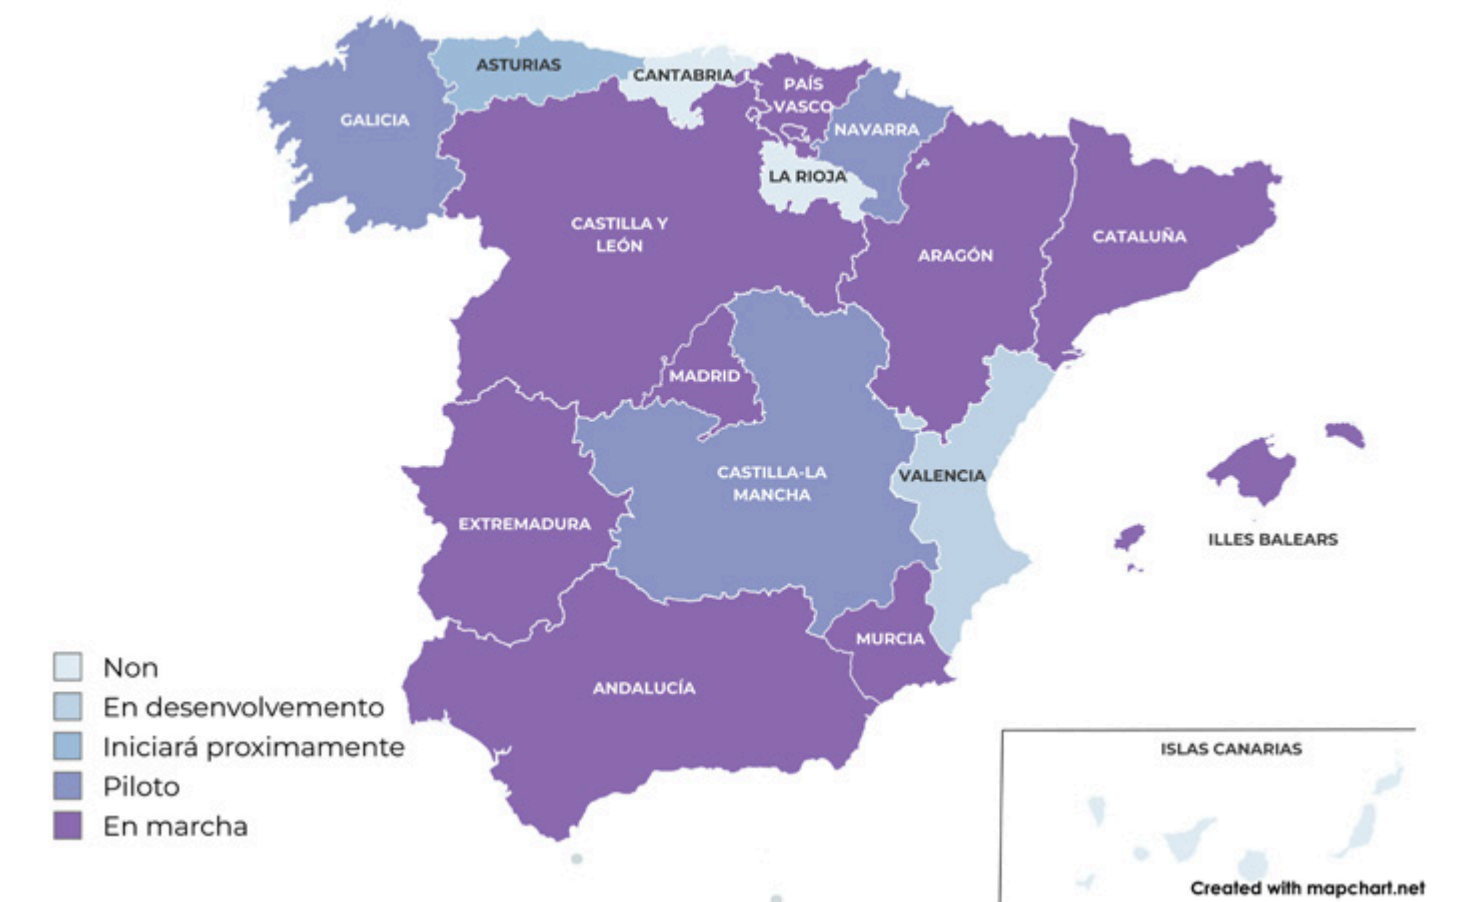 ASTURIAS
CANTABRIA
PAÍS
VASCO
GALICIA
NAVARRA
LA RIOJA
CASTILLA Y
LEÓN
ARAGÓN
CATALUÑA
MADRID
CASTILLA-LA
MANCHA
VALENCIA
EXTREMADURA
ILLES BALEARS
MURCIA
ANDALUCÍA
Non
En desenvolvemento
Iniciará proximamente
Piloto
En marcha
ISLAS CANARIAS
Created with mapchart.net